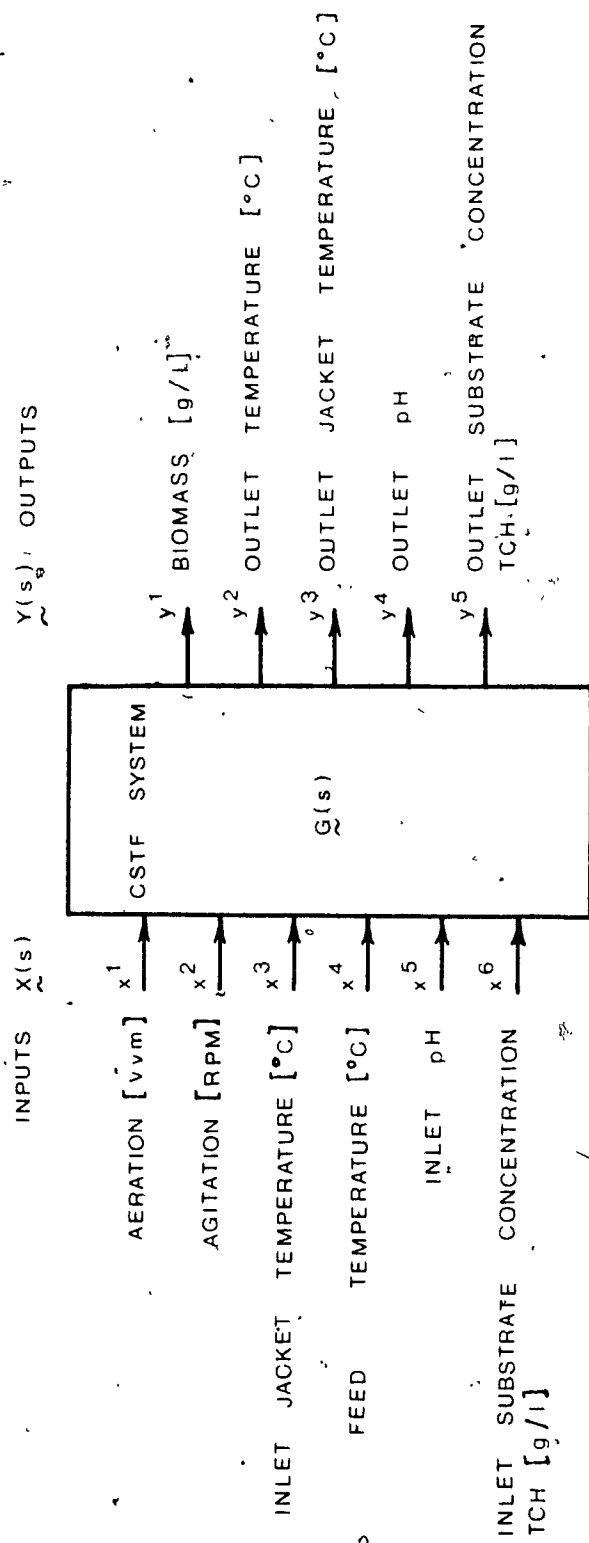 INPUTS X(s)
AERATION [vvm] x1
AGITATION [RPM] x2
INLET JACKET TEMPERATURE [°C] x3
FEED TEMPERATURE [°C] x4
INLET pH x5
INLET SUBSTRATE CONCENTRATION x6
TCH [g/l]
CSTF SYSTEM
G(s)
Y(s) OUTPUTS
y1 BIOMASS [g/L]
y2 OUTLET TEMPERATURE [°C]
y3 OUTLET JACKET TEMPERATURE [°C]
y4 OUTLET pH
y5 OUTLET SUBSTRATE CONCENTRATION
TCH [g/l]